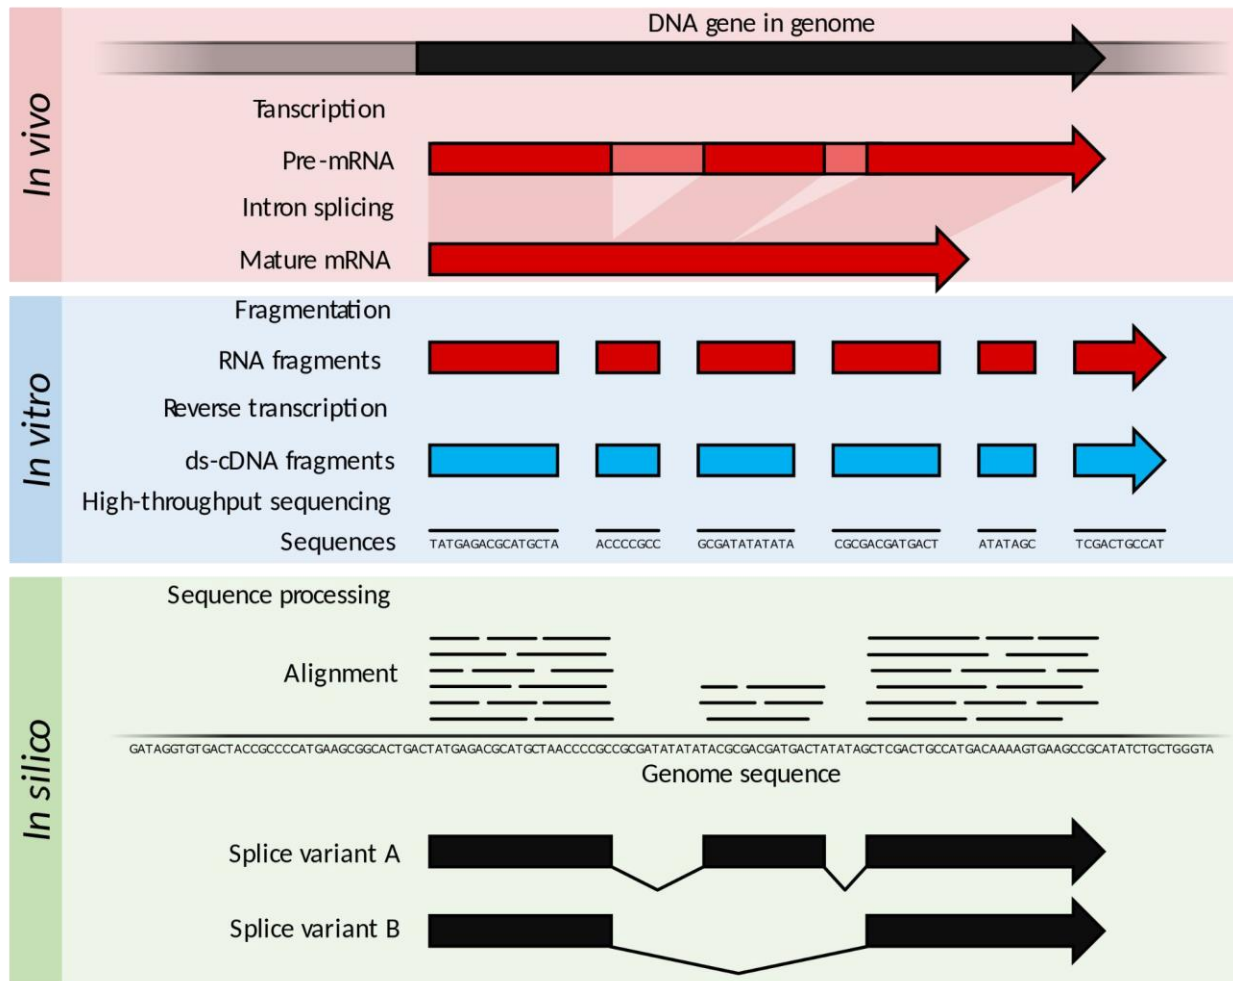 In vivo
DNA gene in genome
Tanscription
Pre-mRNA
Intron splicing
Mature mRNA
In vitro
Fragmentation
RNA fragments
Reverse transcription
ds-cDNA fragments
High-throughput sequencing
Sequences TATGAGACGCATGCTA ACCCCGCC GCGATATATATA CGCGACGATGACT ATATAGC TCGACTGCCAT
In silico
Sequence processing
Alignment
GATAGGTGTGACTACCGCCCCATGAAGCGGCACTGACTATGAGACGCATGCTAACCCCGCCGCGATATATATACGCGACGATGACTATATAGCTCGACTGCCATGACAAAAGTGAAGCCGCATATCTGCTGGGTA
Genome sequence
Splice variant A
Splice variant B